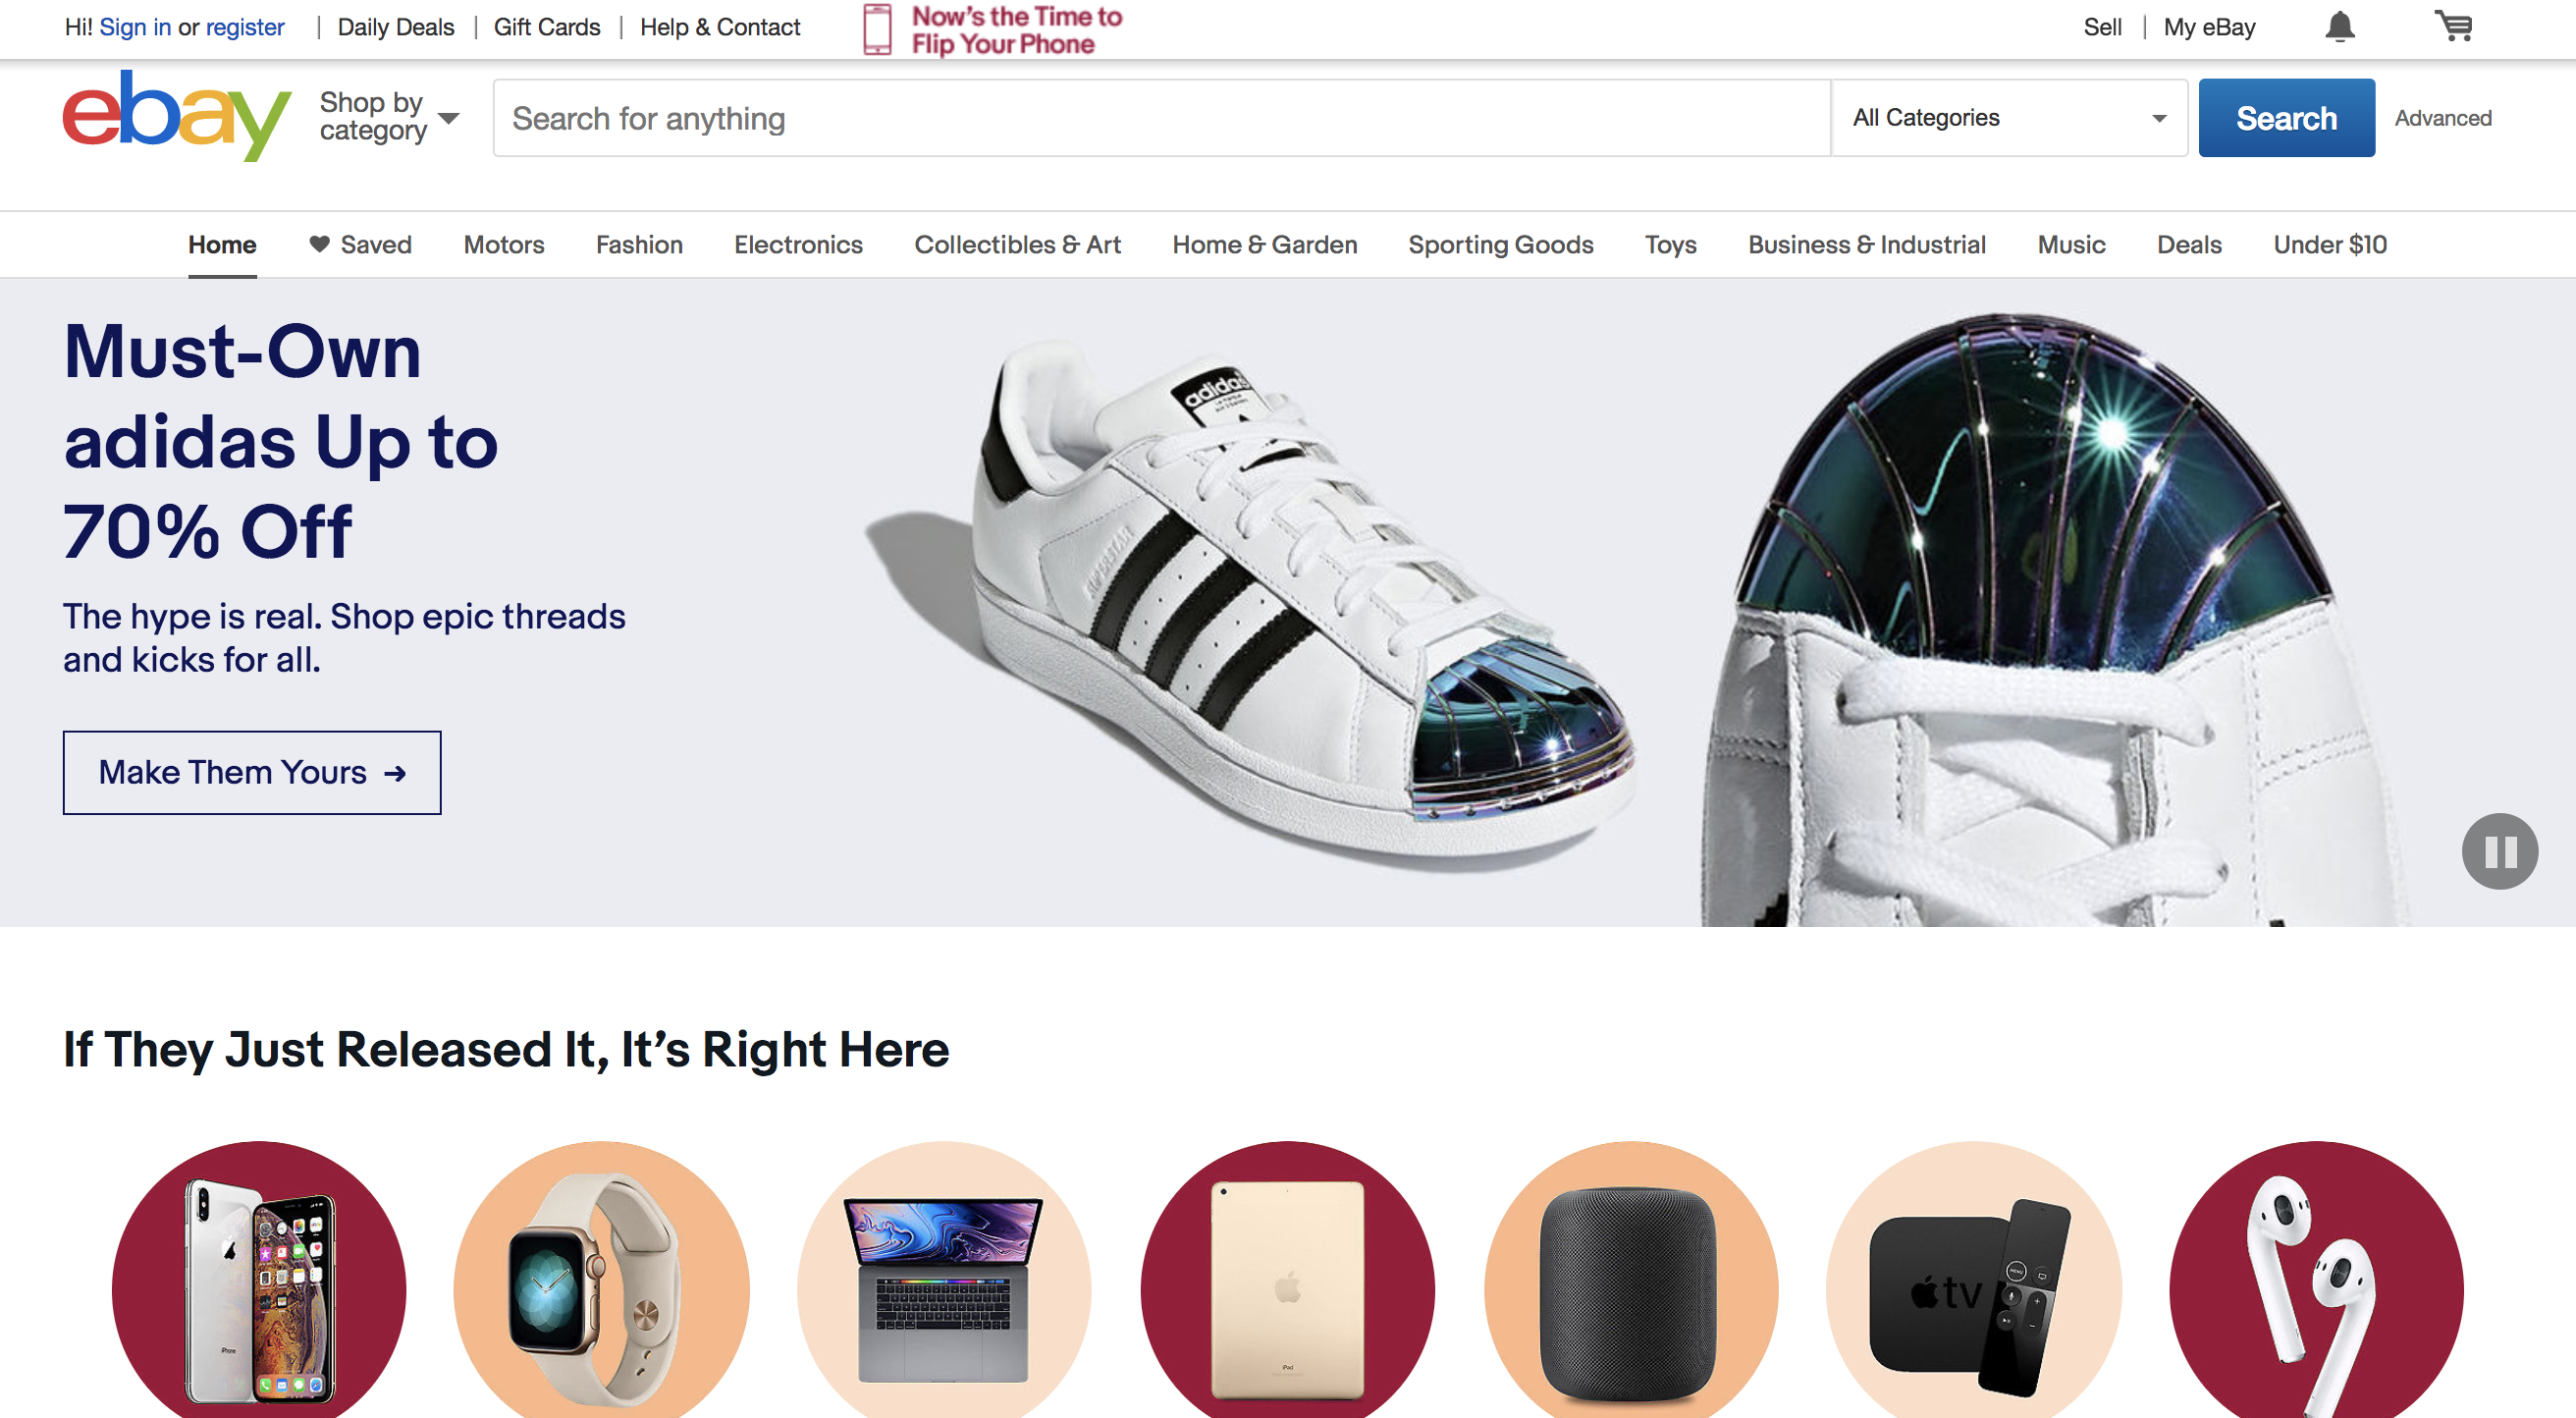 Hi! Sign in or register | Daily Deals | Gift Cards | Help & Contact
Now's the Time to
Flip Your Phone
Sell | My eBay
ebay
Shop by
category
Search for anything
All Categories
Search
Advanced
Home
Saved
Motors
Fashion
Electronics
Collectibles & Art
Home & Garden
Sporting Goods
Toys
Business & Industrial
Music
Deals
Under $10
Must-Own
adidas Up to
70% Off
The hype is real. Shop epic threads
and kicks for all.
Make Them Yours →
adidas
SUPERSTAR
If They Just Released It, It’s Right Here
iPhone
iPad
tv
MENU